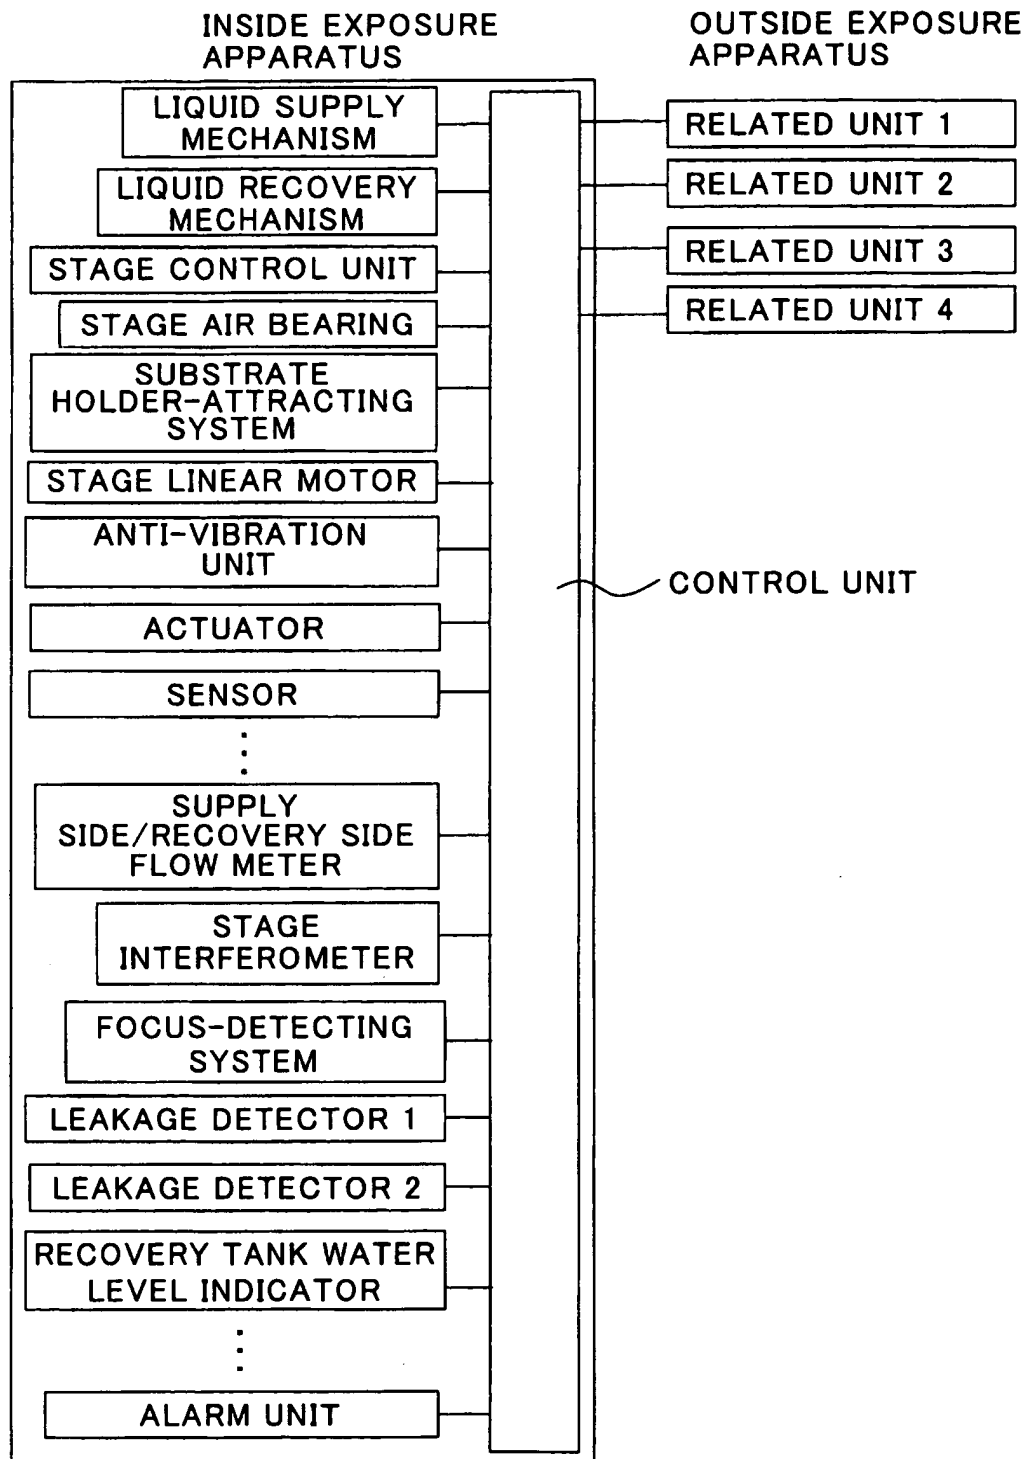 INSIDE EXPOSURE
APPARATUS
OUTSIDE EXPOSURE
APPARATUS
LIQUID SUPPLY
MECHANISM
LIQUID RECOVERY
MECHANISM
STAGE CONTROL UNIT
STAGE AIR BEARING
SUBSTRATE
HOLDER-ATTRACTING
SYSTEM
STAGE LINEAR MOTOR
ANTI-VIBRATION
UNIT
ACTUATOR
SENSOR
SUPPLY
SIDE/RECOVERY SIDE
FLOW METER
STAGE
INTERFEROMETER
FOCUS-DETECTING
SYSTEM
LEAKAGE DETECTOR 1
LEAKAGE DETECTOR 2
RECOVERY TANK WATER
LEVEL INDICATOR
ALARM UNIT
RELATED UNIT 1
RELATED UNIT 2
RELATED UNIT 3
RELATED UNIT 4
CONTROL UNIT